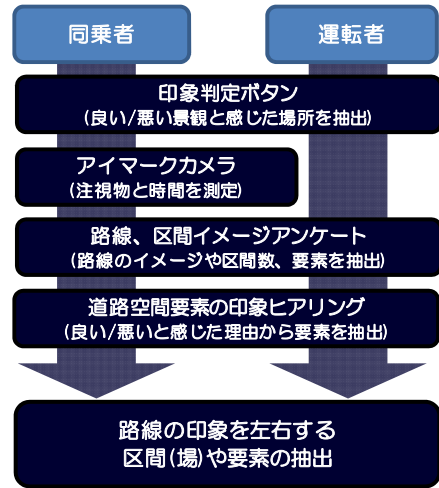 同乗者
運転者
印象判定ボタン
(良い/悪い景観と感じた場所を抽出)
アイマークカメラ
(注視物と時間を測定)
路線、区間イメージアンケート
(路線のイメージや区間数、要素を抽出)
道路空間要素の印象ヒアリング
(良い/悪いと感じた理由から要素を抽出)
路線の印象を左右する
区間(場)や要素の抽出